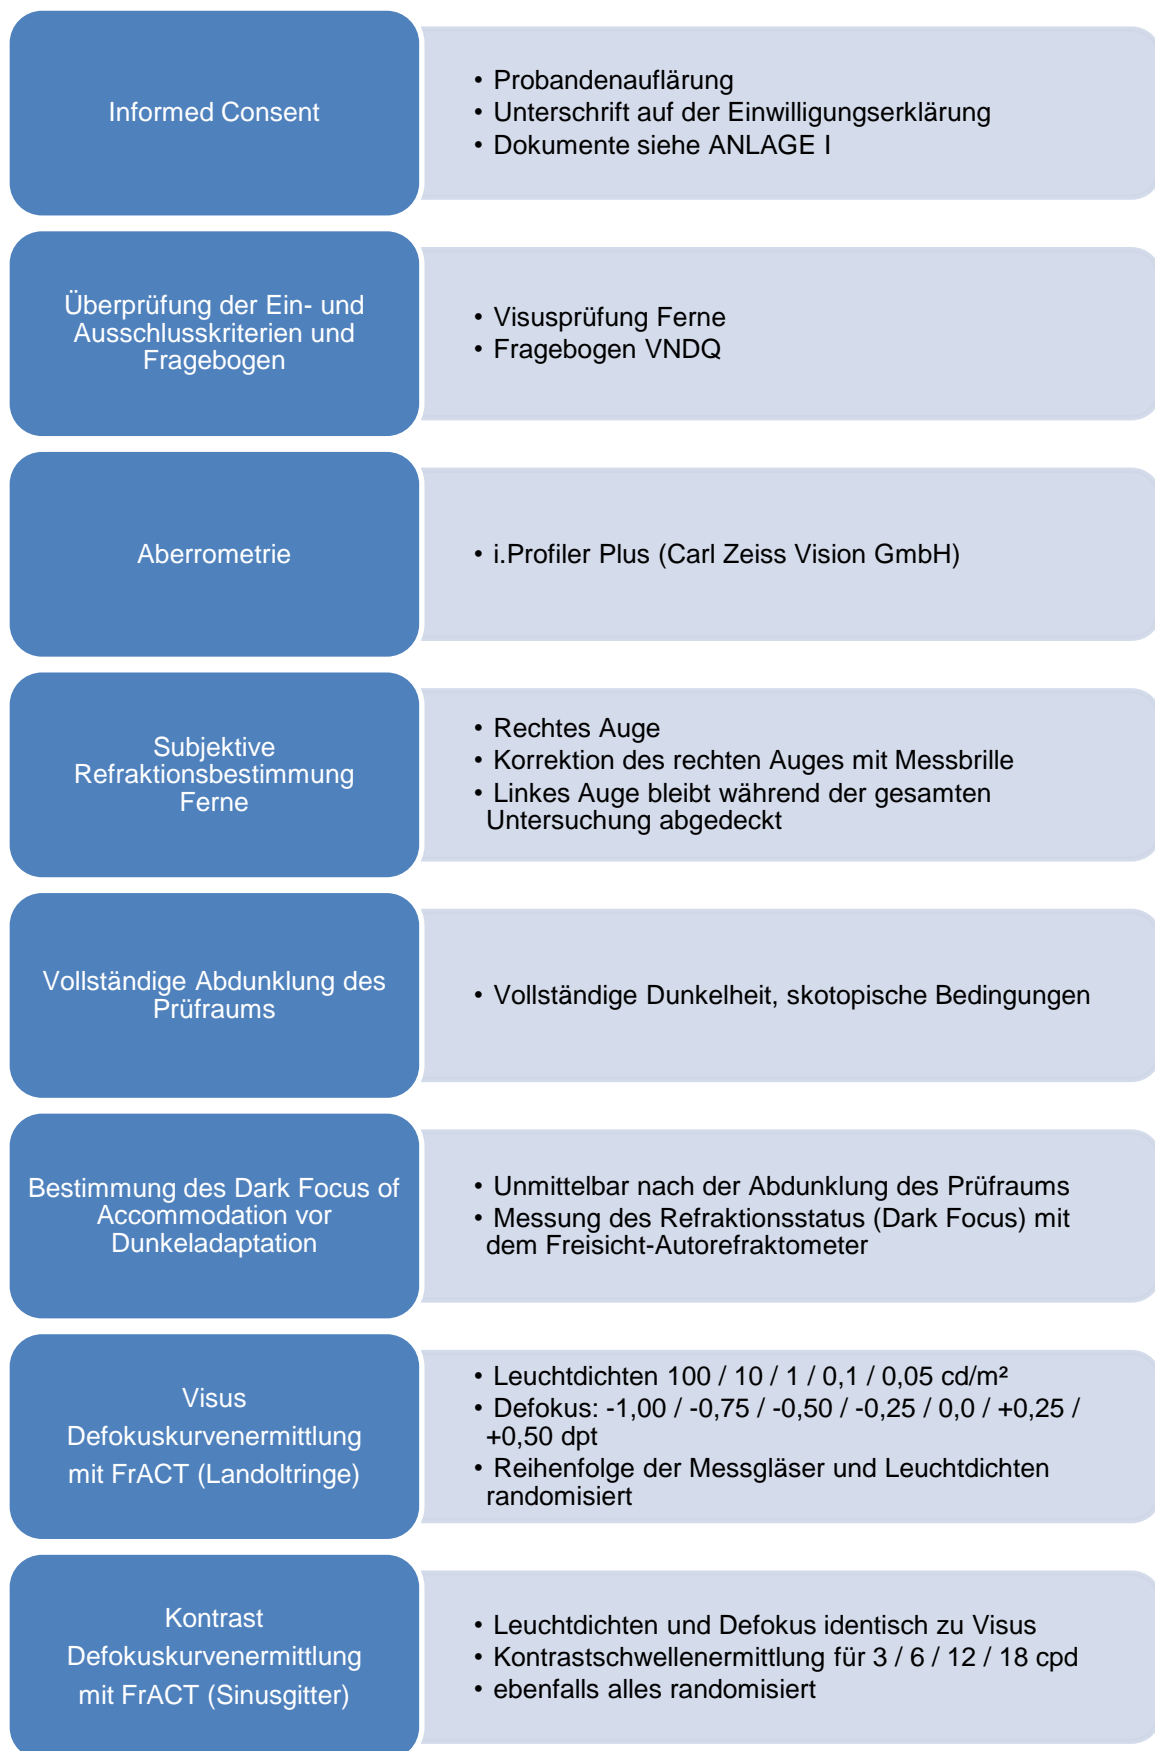 Informed Consent
• Probandenauflärung
• Unterschrift auf der Einwilligungserklärung
• Dokumente siehe ANLAGE I
Überprüfung der Ein- und
Ausschlusskriterien und
Fragebogen
• Visusprüfung Ferne
• Fragebogen VNDQ
Aberrometrie
• i.Profiler Plus (Carl Zeiss Vision GmbH)
Subjektive
Refraktionsbestimmung
Ferne
• Rechtes Auge
• Korrektion des rechten Auges mit Messbrille
• Linkes Auge bleibt während der gesamten
Untersuchung abgedeckt
Vollständige Abdunklung des
Prüfraums
• Vollständige Dunkelheit, skotopische Bedingungen
Bestimmung des Dark Focus of
Accommodation vor
Dunkeladaptation
• Unmittelbar nach der Abdunklung des Prüfraums
• Messung des Refraktionsstatus (Dark Focus) mit
dem Freisicht-Autorefraktometer
Visus
Defokuskurvenermittlung
mit FrACT (Landoltringe)
• Leuchtdichten 100 / 10 / 1 / 0,1 / 0,05 cd/m²
• Defokus: -1,00 / -0,75 / -0,50 / -0,25 / 0,0 / +0,25 /
+0,50 dpt
• Reihenfolge der Messgläser und Leuchtdichten
randomisiert
Kontrast
Defokuskurvenermittlung
mit FrACT (Sinusgitter)
• Leuchtdichten und Defokus identisch zu Visus
• Kontrastschwellenermittlung für 3 / 6 / 12 / 18 cpd
• ebenfalls alles randomisiert